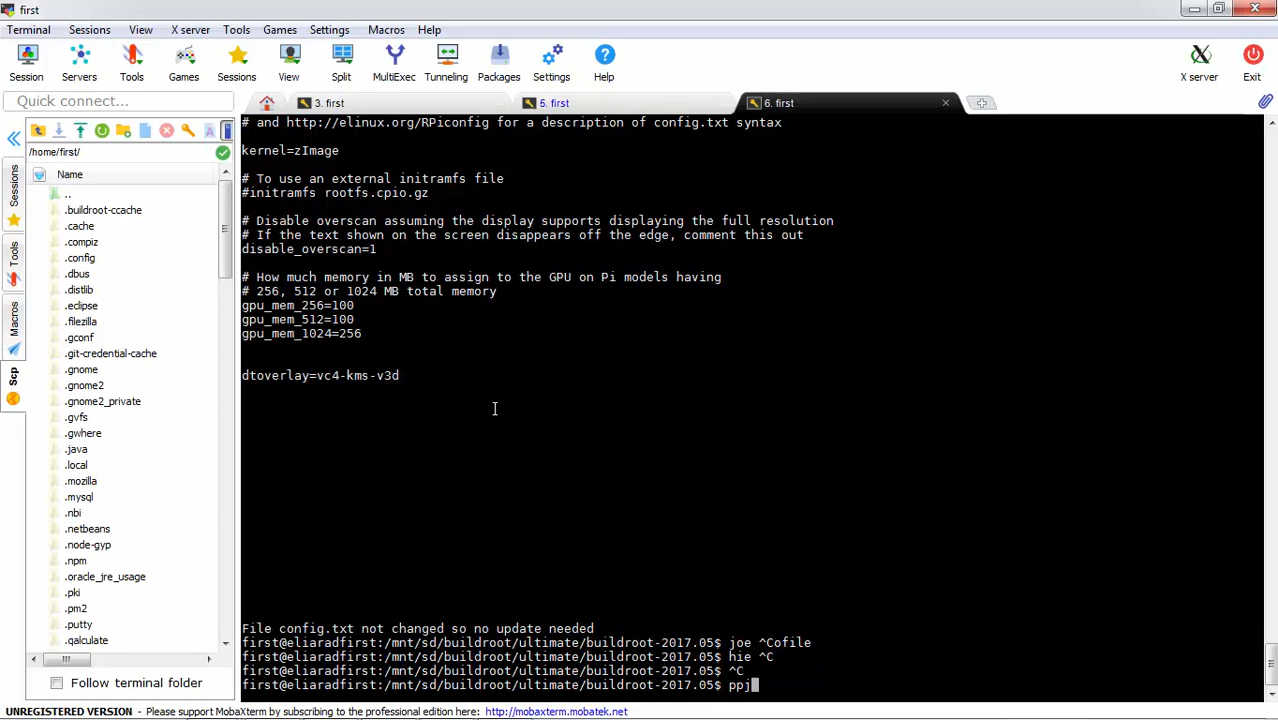 first
Terminal Sessions View X server Tools Games Settings Macros Help
Session Servers Tools Games Sessions View Split MultiExec Tunneling Packages Settings Help X server Exit
Quick connect...
3. first
5. first
6. first
/home/first/
Name
..
.buildroot-ccache
.cache
.compiz
.config
.dbus
.distlib
.eclipse
.filezilla
.gconf
.git-credential-cache
.gnome
.gnome2
.gnome2_private
.gvfs
.gwhere
.java
.local
.mozilla
.mysql
.nbi
.netbeans
.node-gyp
.npm
.oracle_jre_usage
.pki
.pm2
.putty
.qalculate
Follow terminal folder
Sessions
Tools
Macros
Scp
# and http://elinux.org/RPiconfig for a description of config.txt syntax
kernel=zImage
# To use an external initramfs file
#initramfs rootfs.cpio.gz
# Disable overscan assuming the display supports displaying the full resolution
# If the text shown on the screen disappears off the edge, comment this out
disable_overscan=1
# How much memory in MB to assign to the GPU on Pi models having
# 256, 512 or 1024 MB total memory
gpu_mem_256=100
gpu_mem_512=100
gpu_mem_1024=256
dtoverlay=vc4-kms-v3d
File config.txt not changed so no update needed
first@eliaradfirst:/mnt/sd/buildroot/ultimate/buildroot-2017.05$ joe ^Cofile
first@eliaradfirst:/mnt/sd/buildroot/ultimate/buildroot-2017.05$ hie ^C
first@eliaradfirst:/mnt/sd/buildroot/ultimate/buildroot-2017.05$ ^C
first@eliaradfirst:/mnt/sd/buildroot/ultimate/buildroot-2017.05$ ppj
UNREGISTERED VERSION - Please support MobaXterm by subscribing to the professional edition here: http://mobaxterm.mobatek.net